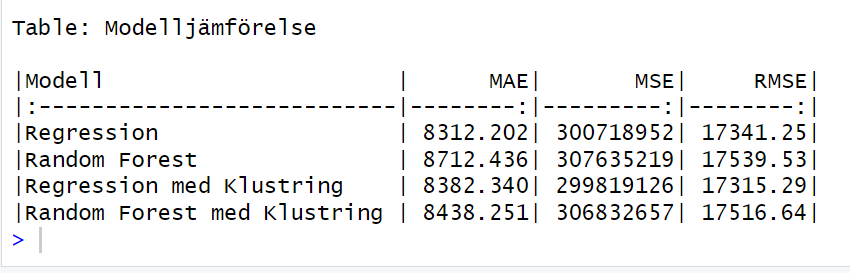 Table: Modelljämförelse
|Modell                      |      MAE|       MSE|     RMSE|
|:---------------------------|--------:|---------:|--------:|
|Regression                  | 8312.202| 300718952| 17341.25|
|Random Forest               | 8712.436| 307635219| 17539.53|
|Regression med Klustring    | 8382.340| 299819126| 17315.29|
|Random Forest med Klustring | 8438.251| 306832657| 17516.64|
>